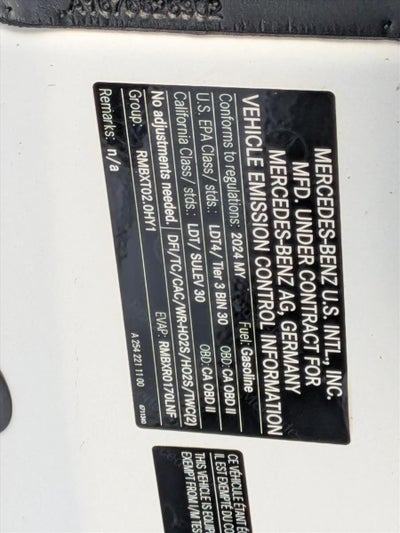 MERCEDES-BENZ U.S. INTL., INC.
MFD. UNDER CONTRACT FOR
MERCEDES-BENZ AG, GERMANY
VEHICLE EMISSION CONTROL INFORMATION
Conforms to regulations: 2024 MY Fuel: Gasoline
U.S. EPA Class/ stds.: LDT4/ Tier 3 BIN 30 OBD: CA OBD II
California Class/ stds.: LDT/ SULEV 30 OBD: CA OBD II
No adjustments needed. DFI/TC/CAC/WR-HO2S/HO2S/TWC(2)
Group: RMBXT02.0HY1 EVAP: RMBXR0170LNF
Remarks: n/a
A 254 221 11 00
CE VÉHICULE ÉTANT É
IL EST EXEMPTÉ DU CO
THIS VEHICLE IS EQUIP
EXEMPT FROM I/M TES